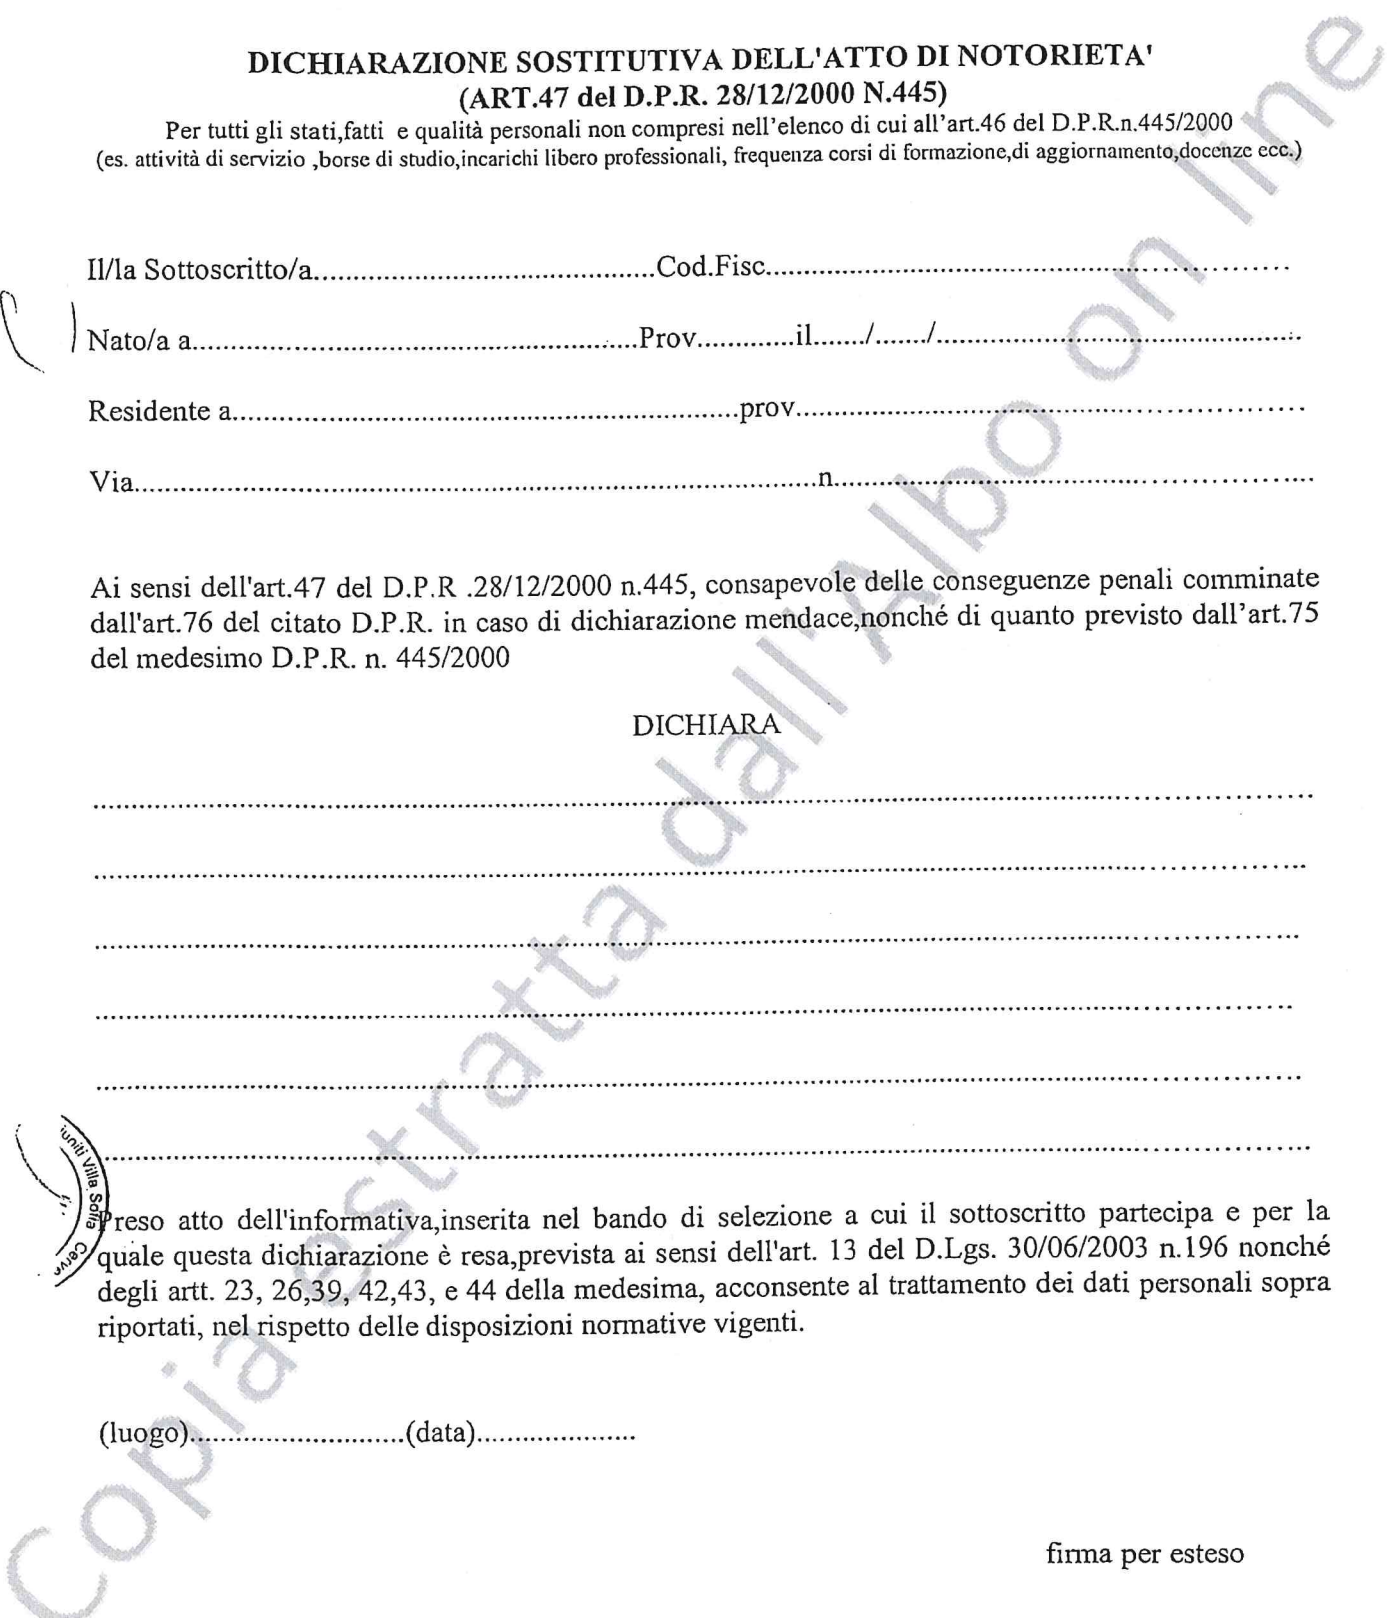 DICHIARAZIONE SOSTITUTIVA DELL'ATTO DI NOTORIETA'
(ART.47 del D.P.R. 28/12/2000 N.445)
Per tutti gli stati,fatti e qualità personali non compresi nell'elenco di cui all'art.46 del D.P.R.n.445/2000
(es. attività di servizio ,borse di studio,incarichi libero professionali, frequenza corsi di formazione,di aggiornamento,docenze ecc.)
Il/la Sottoscritto/a............................................Cod.Fisc....................................................................
Nato/a a.........................................................Prov.............il......./......./...............................................
Residente a.................................................................prov..................................................................
Via........................................................................................n..............................................................
Ai sensi dell'art.47 del D.P.R .28/12/2000 n.445, consapevole delle conseguenze penali comminate
dall'art.76 del citato D.P.R. in caso di dichiarazione mendace,nonché di quanto previsto dall'art.75
del medesimo D.P.R. n. 445/2000
DICHIARA
..............................................................................................................................................................
..............................................................................................................................................................
..............................................................................................................................................................
..............................................................................................................................................................
..............................................................................................................................................................
..............................................................................................................................................................
Preso atto dell'informativa,inserita nel bando di selezione a cui il sottoscritto partecipa e per la
quale questa dichiarazione è resa,prevista ai sensi dell'art. 13 del D.Lgs. 30/06/2003 n.196 nonché
degli artt. 23, 26,39, 42,43, e 44 della medesima, acconsente al trattamento dei dati personali sopra
riportati, nel rispetto delle disposizioni normative vigenti.
(luogo)............................(data).....................
firma per esteso
Copia estratta dall'Albo on line
Villa Sofia